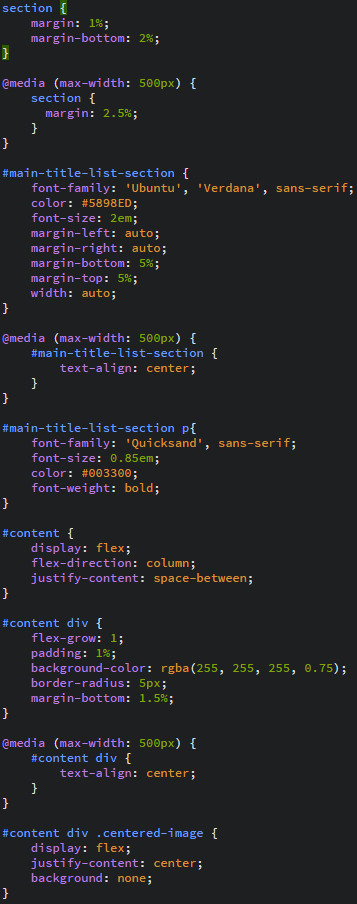 section {
    margin: 1%;
    margin-bottom: 2%;
}

@media (max-width: 500px) {
    section {
      margin: 2.5%;
    }
}

#main-title-list-section {
    font-family: 'Ubuntu', 'Verdana', sans-serif;
    color: #5898ED;
    font-size: 2em;
    margin-left: auto;
    margin-right: auto;
    margin-bottom: 5%;
    margin-top: 5%;
    width: auto;
}

@media (max-width: 500px) {
    #main-title-list-section {
        text-align: center;
    }
}

#main-title-list-section p{
    font-family: 'Quicksand', sans-serif;
    font-size: 0.85em;
    color: #003300;
    font-weight: bold;
}

#content {
    display: flex;
    flex-direction: column;
    justify-content: space-between;
}

#content div {
    flex-grow: 1;
    padding: 1%;
    background-color: rgba(255, 255, 255, 0.75);
    border-radius: 5px;
    margin-bottom: 1.5%;
}

@media (max-width: 500px) {
    #content div {
        text-align: center;
    }
}

#content div .centered-image {
    display: flex;
    justify-content: center;
    background: none;
}